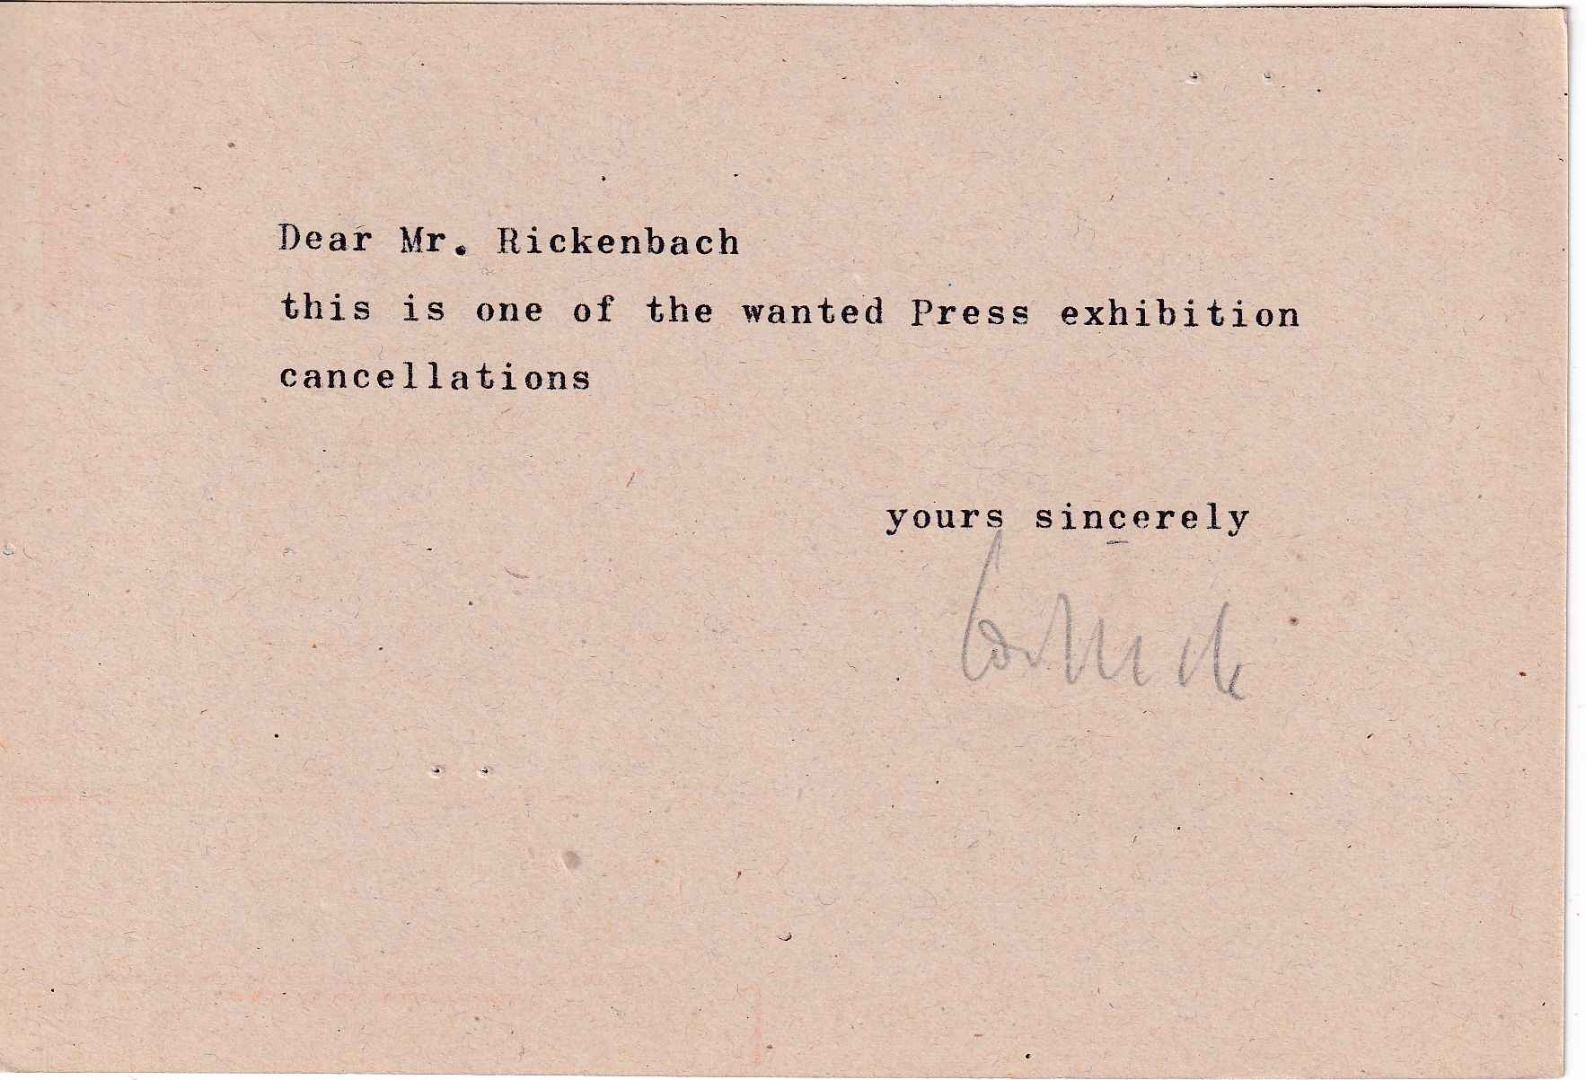 Dear Mr. Rickenbach
this is one of the wanted Press exhibition
cancellations
yours sincerely